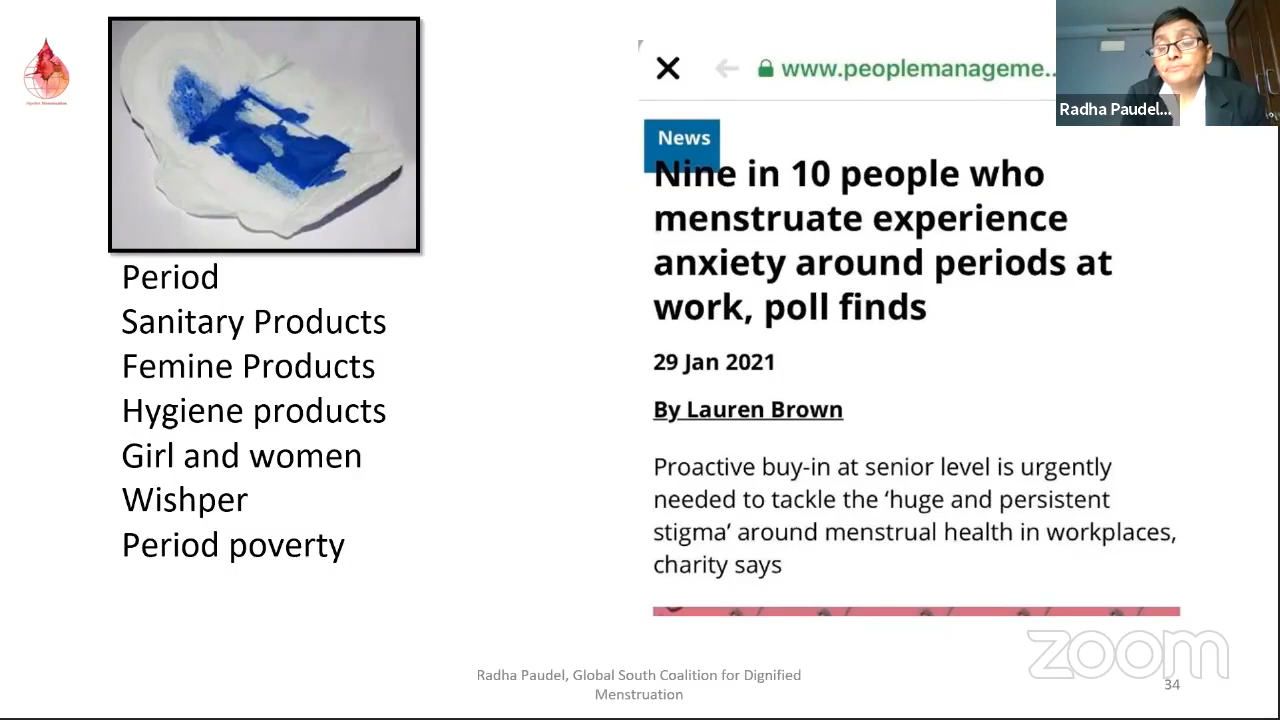 Period
Sanitary Products
Femine Products
Hygiene products
Girl and women
Wishper
Period poverty
www.peoplemanageme..
News
Nine in 10 people who
menstruate experience
anxiety around periods at
work, poll finds
29 Jan 2021
By Lauren Brown
Proactive buy-in at senior level is urgently
needed to tackle the ‘huge and persistent
stigma’ around menstrual health in workplaces,
charity says
Radha Paudel...
Radha Paudel, Global South Coalition for Dignified
Menstruation
zoom
34